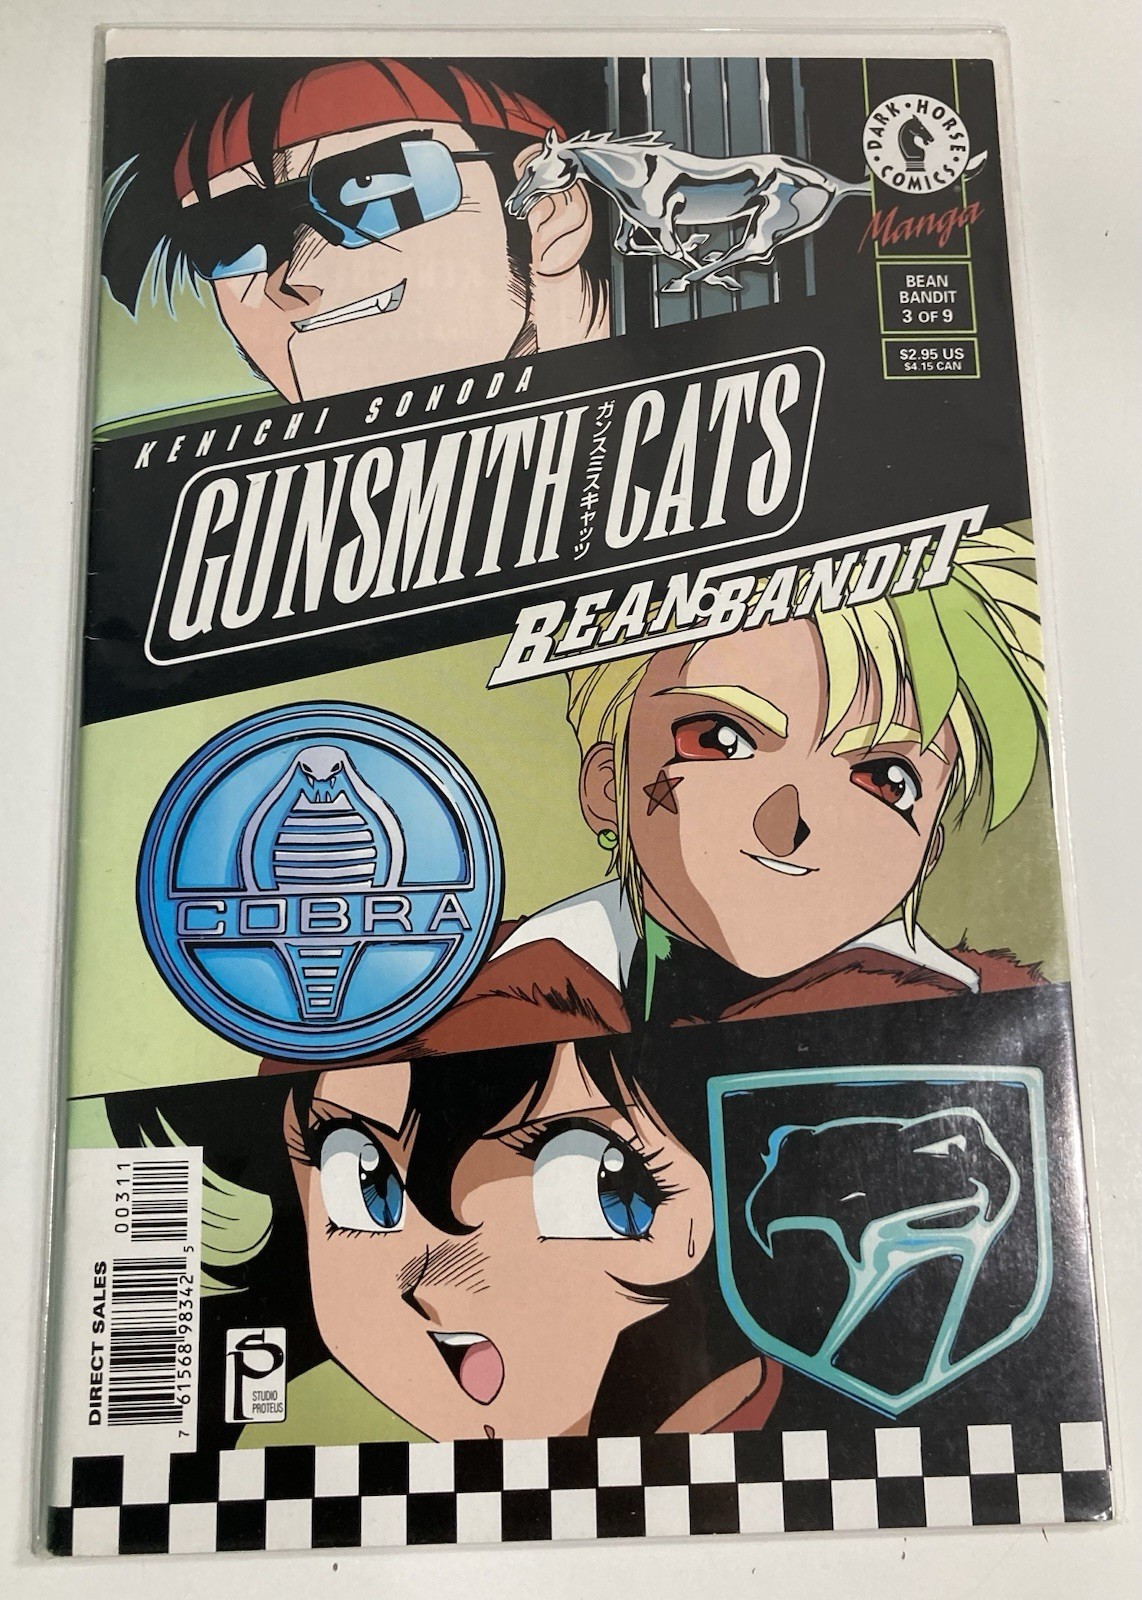 DARK • HORSE • COMICS •
®
Manga
BEAN
BANDIT
3 OF 9
$2.95 US
$4.15 CAN
KENICHI SONODA
GUNSMITH CATS
ガンスミスキャッツ
BEAN BANDIT
COBRA
DIRECT SALES
00311
7 61568 98342 5
SP
STUDIO
PROTEUS